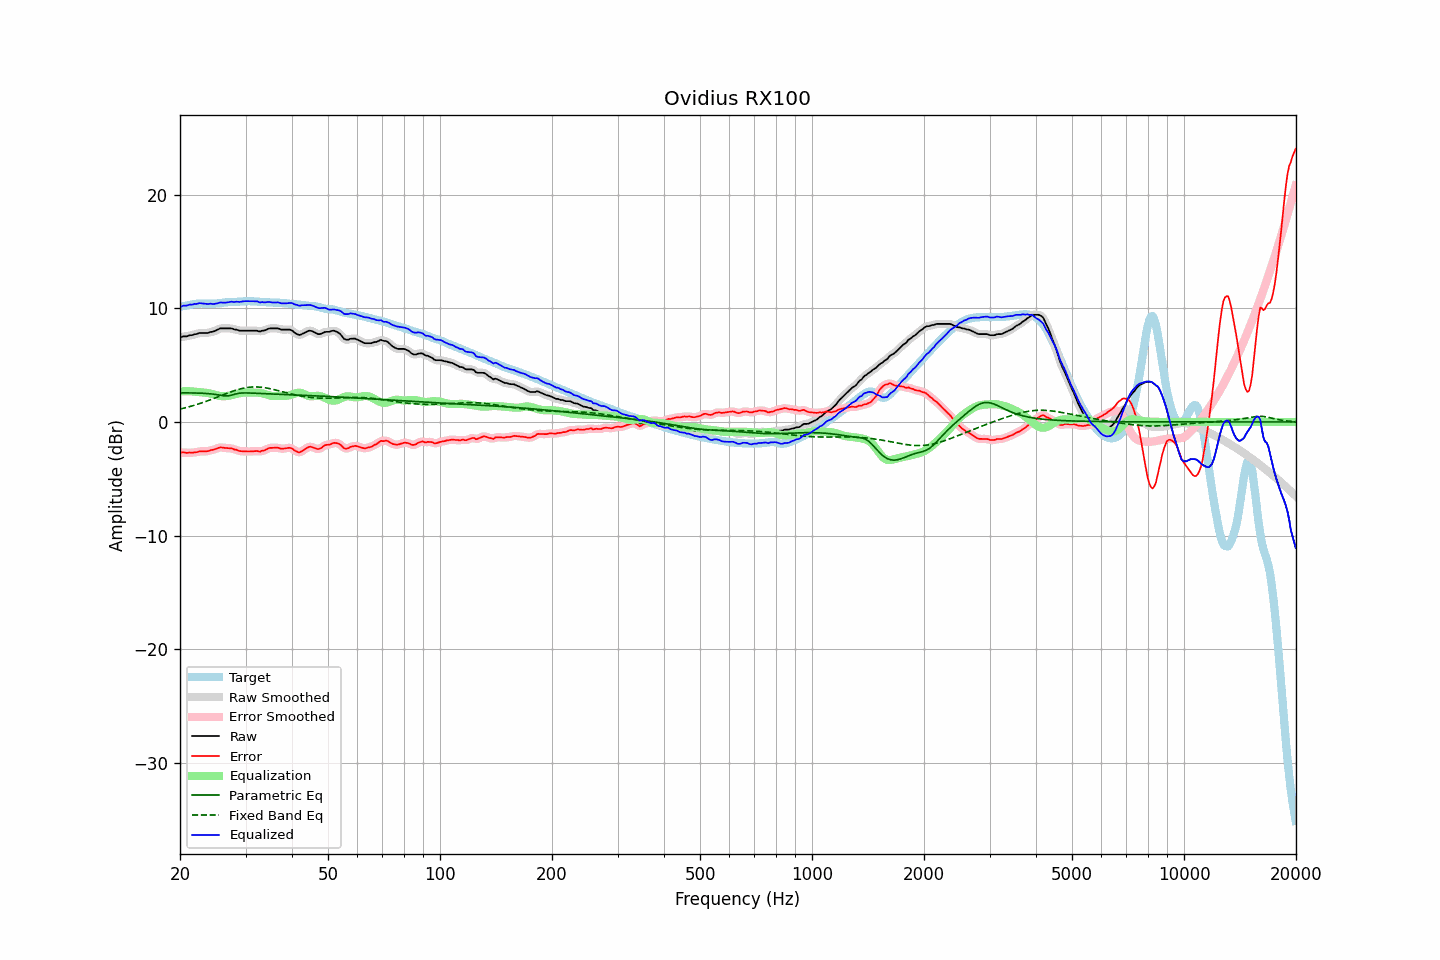 Ovidius RX100
Amplitude (dBr)
20
10
0
−10
−20
−30
Target
Raw Smoothed
Error Smoothed
Raw
Error
Equalization
Parametric Eq
Fixed Band Eq
Equalized
20 50 100 200 500 1000 2000 5000 10000 20000
Frequency (Hz)